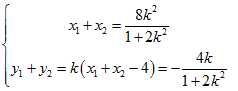 x₁ + x₂ = 8k² / (1 + 2k²)
y₁ + y₂ = k(x₁ + x₂ − 4) = − 4k / (1 + 2k²)